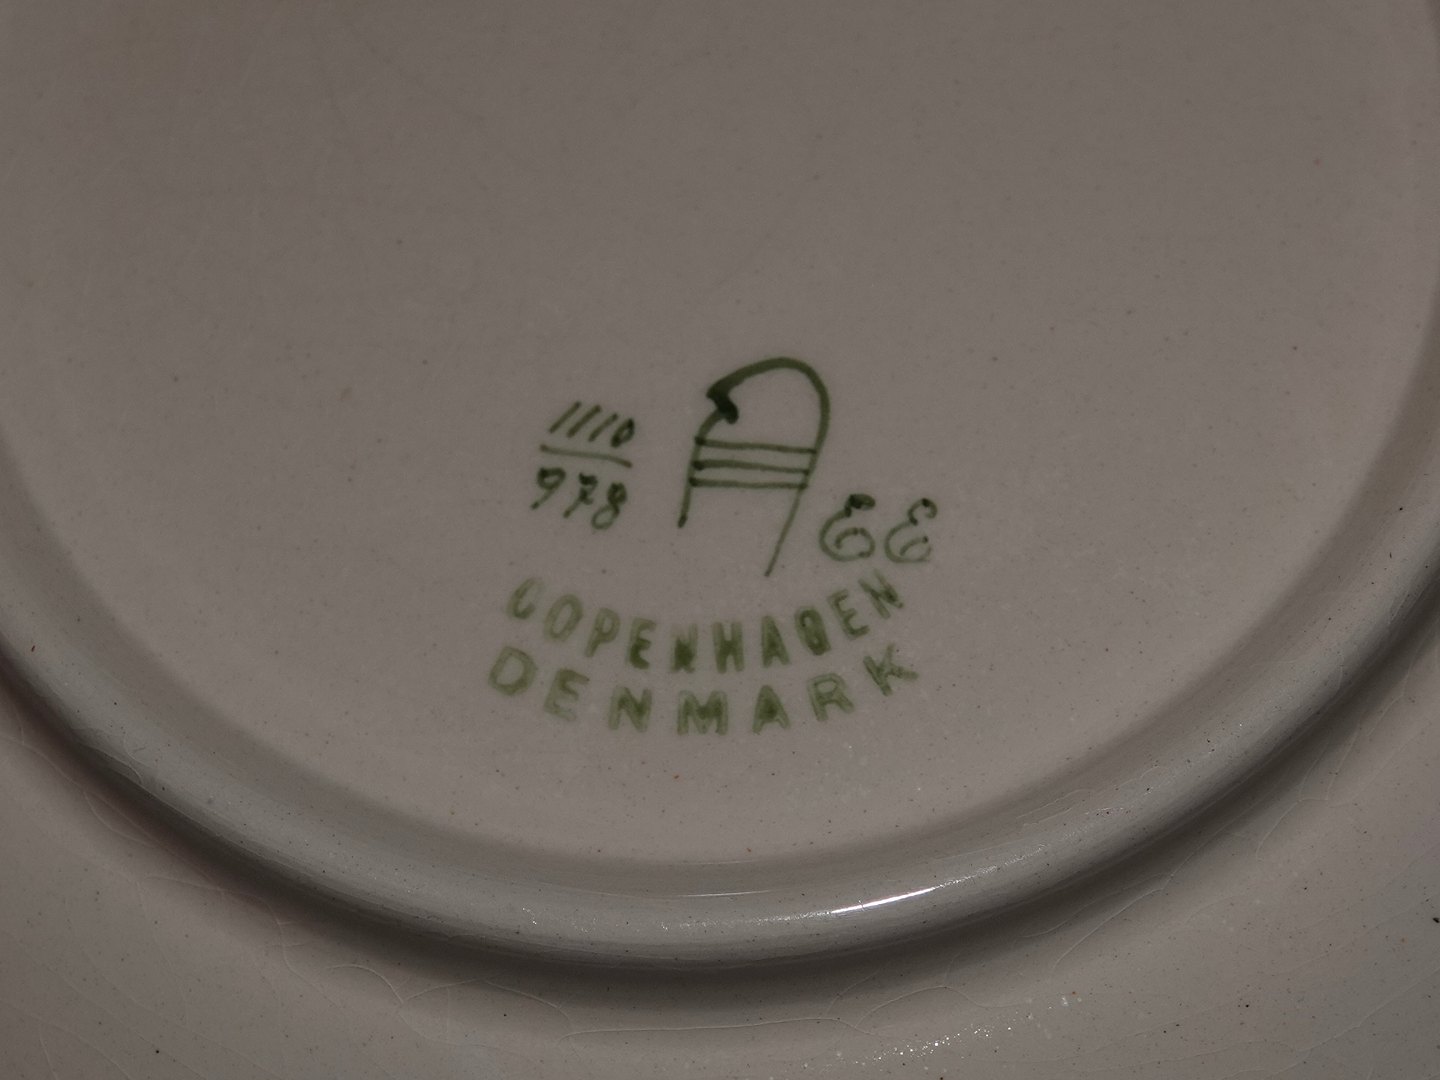 1110
978
A
EE
COPENHAGEN
DENMARK